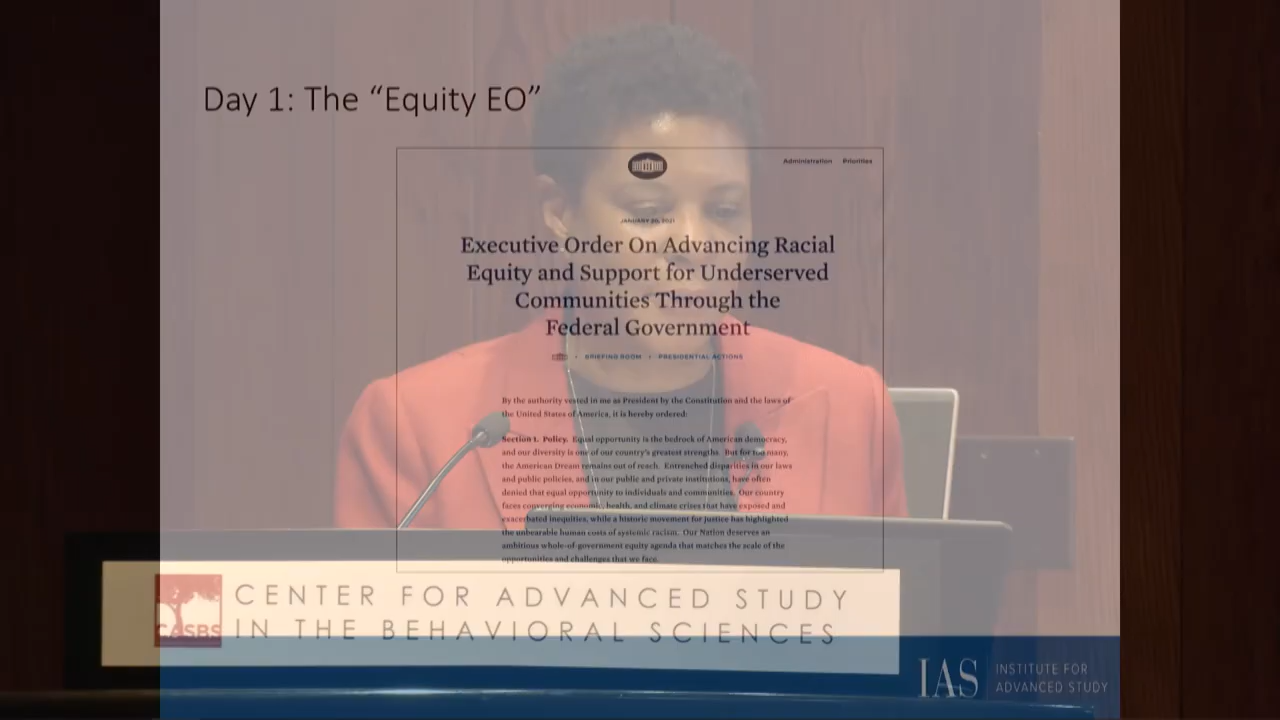 Day 1: The “Equity EO”
Administration Priorities
JANUARY 20, 2021
Executive Order On Advancing Racial
Equity and Support for Underserved
Communities Through the
Federal Government
BRIEFING ROOM PRESIDENTIAL ACTIONS
By the authority vested in me as President by the Constitution and the laws of
the United States of America, it is hereby ordered:
Section 1. Policy. Equal opportunity is the bedrock of American democracy,
and our diversity is one of our country’s greatest strengths. But for too many,
the American Dream remains out of reach. Entrenched disparities in our laws
and public policies, and in our public and private institutions, have often
denied that equal opportunity to individuals and communities. Our country
faces converging economic, health, and climate crises that have exposed and
exacerbated inequities, while a historic movement for justice has highlighted
the unbearable human costs of systemic racism. Our Nation deserves an
ambitious whole-of-government equity agenda that matches the scale of the
opportunities and challenges that we face.
CASBS
CENTER FOR ADVANCED STUDY
IN THE BEHAVIORAL SCIENCES
IAS
INSTITUTE FOR
ADVANCED STUDY